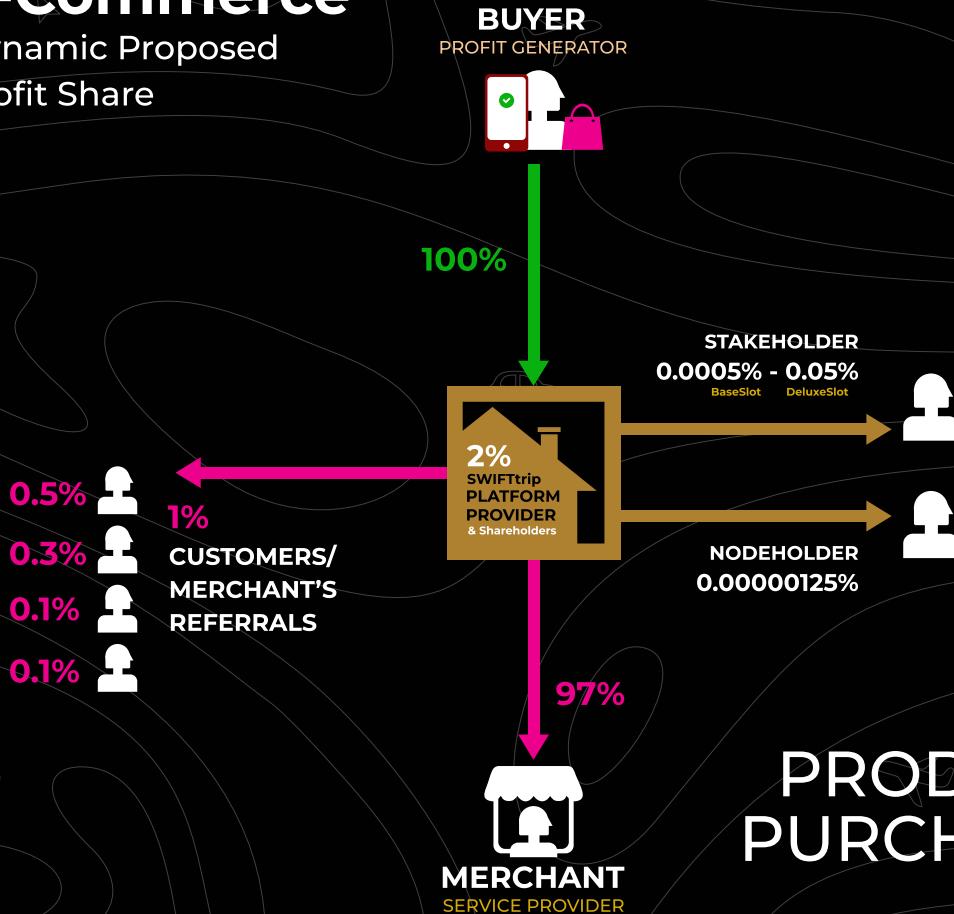 -Commerce
ynamic Proposed
ofit Share
BUYER
PROFIT GENERATOR
100%
STAKEHOLDER
0.0005% - 0.05%
BaseSlot DeluxeSlot
2%
SWIFTtrip
PLATFORM
PROVIDER
& Shareholders
0.5%
0.3%
0.1%
0.1%
1%
CUSTOMERS/
MERCHANT'S
REFERRALS
NODEHOLDER
0.00000125%
97%
PROD
PURCH
MERCHANT
SERVICE PROVIDER